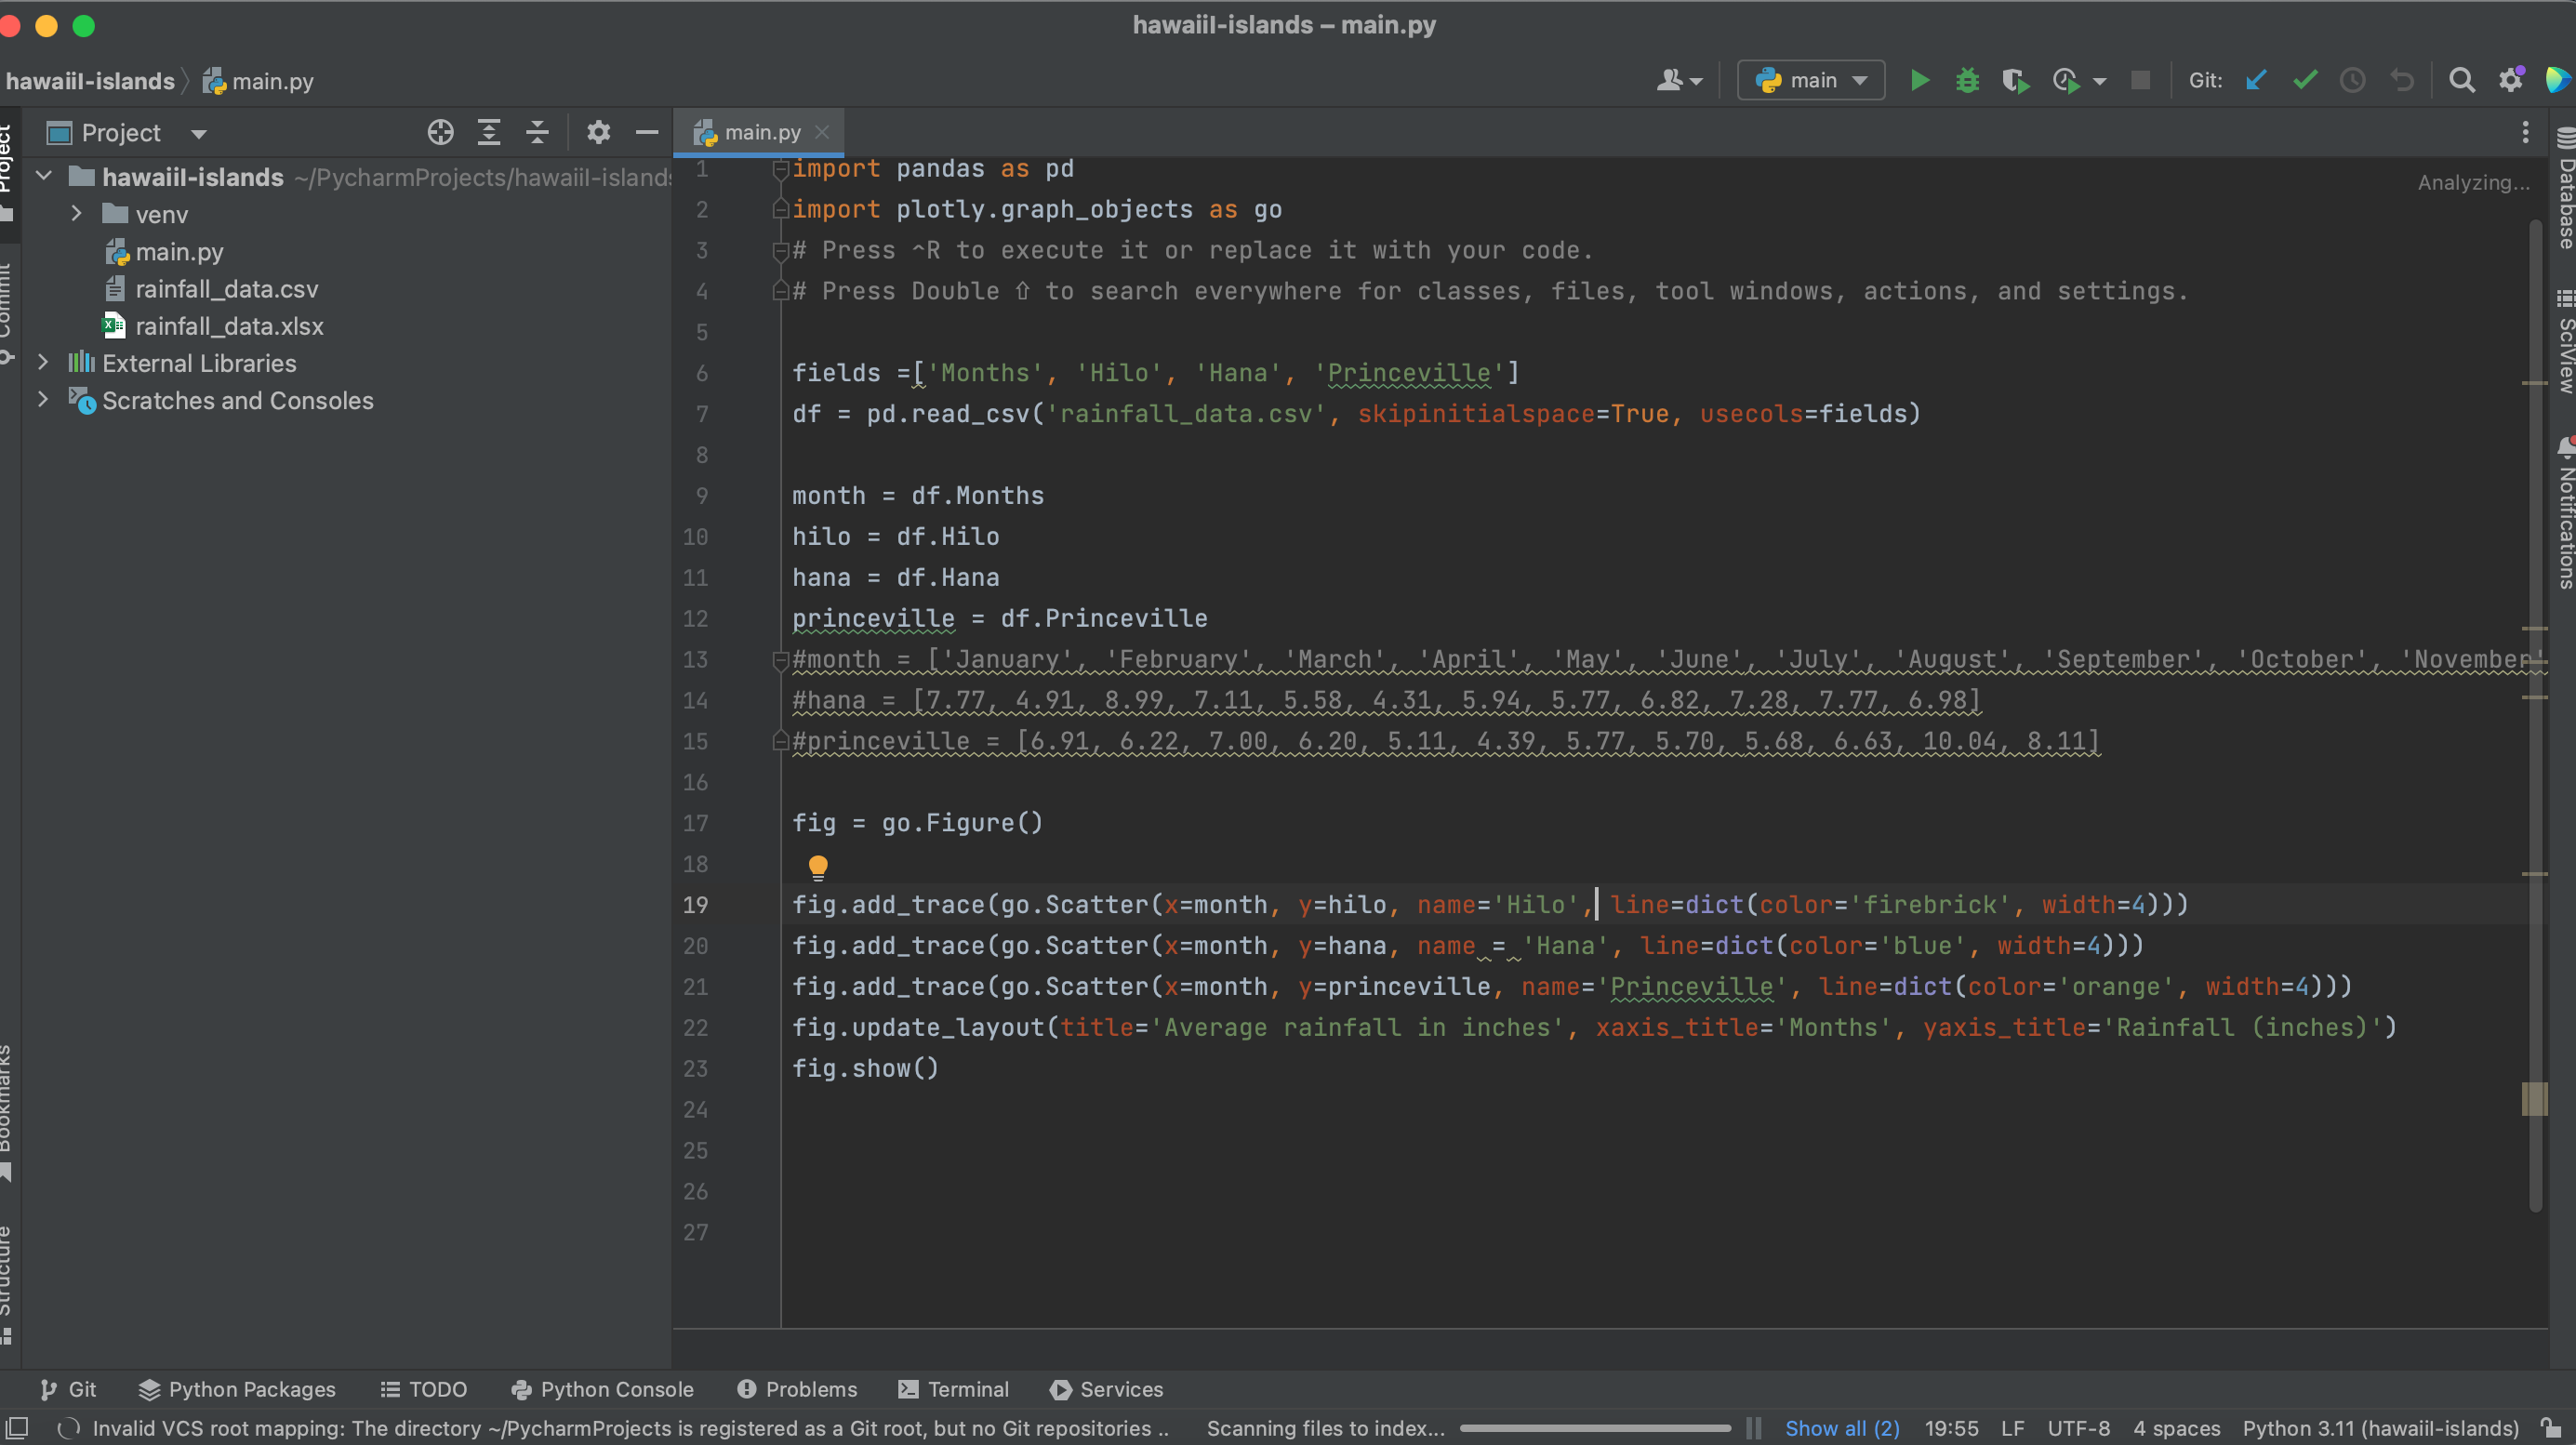 hawaiiI-islands – main.py
hawaiiI-islands
main.py
main
Git:
Project
Project
Commit
Bookmarks
Structure
hawaiiI-islands ~/PycharmProjects/hawaiiI-islands
venv
main.py
rainfall_data.csv
rainfall_data.xlsx
External Libraries
Scratches and Consoles
main.py
Analyzing...
1 import pandas as pd
2 import plotly.graph_objects as go
3 # Press ^R to execute it or replace it with your code.
4 # Press Double ⇧ to search everywhere for classes, files, tool windows, actions, and settings.
5
6 fields =['Months', 'Hilo', 'Hana', 'Princeville']
7 df = pd.read_csv('rainfall_data.csv', skipinitialspace=True, usecols=fields)
8
9 month = df.Months
10 hilo = df.Hilo
11 hana = df.Hana
12 princeville = df.Princeville
13 #month = ['January', 'February', 'March', 'April', 'May', 'June', 'July', 'August', 'September', 'October', 'November'
14 #hana = [7.77, 4.91, 8.99, 7.11, 5.58, 4.31, 5.94, 5.77, 6.82, 7.28, 7.77, 6.98]
15 #princeville = [6.91, 6.22, 7.00, 6.20, 5.11, 4.39, 5.77, 5.70, 5.68, 6.63, 10.04, 8.11]
16
17 fig = go.Figure()
18
19 fig.add_trace(go.Scatter(x=month, y=hilo, name='Hilo', line=dict(color='firebrick', width=4)))
20 fig.add_trace(go.Scatter(x=month, y=hana, name = 'Hana', line=dict(color='blue', width=4)))
21 fig.add_trace(go.Scatter(x=month, y=princeville, name='Princeville', line=dict(color='orange', width=4)))
22 fig.update_layout(title='Average rainfall in inches', xaxis_title='Months', yaxis_title='Rainfall (inches)')
23 fig.show()
24
25
26
27
Database
SciView
Notifications
Git
Python Packages
TODO
Python Console
Problems
Terminal
Services
Invalid VCS root mapping: The directory ~/PycharmProjects is registered as a Git root, but no Git repositories ..
Scanning files to index...
Show all (2)
19:55
LF
UTF-8
4 spaces
Python 3.11 (hawaiiI-islands)